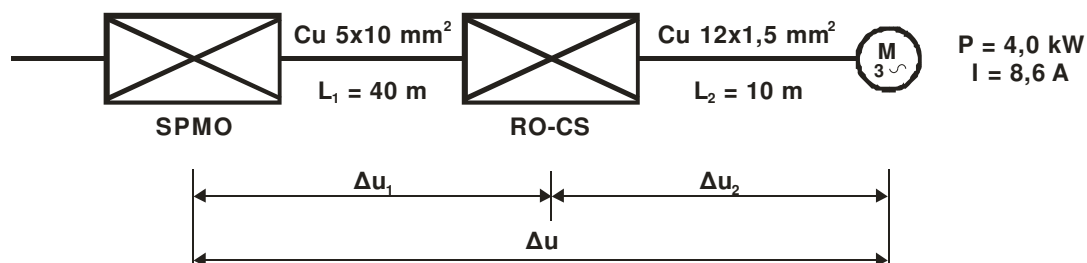 Cu 5x10 mm²
L₁ = 40 m
SPMO
RO-CS
Cu 12x1,5 mm²
L₂ = 10 m
M
3 ~
P = 4,0 kW
I = 8,6 A
Δu₁
Δu₂
Δu